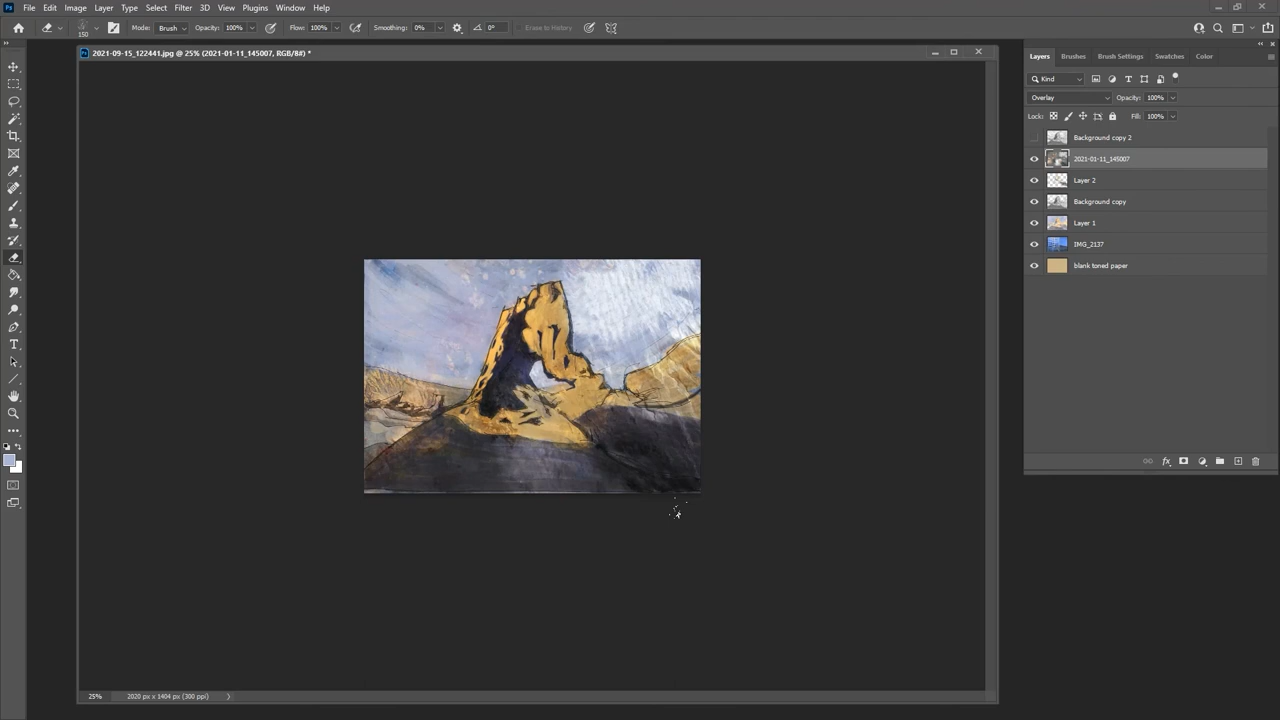 Ps File Edit Image Layer Type Select Filter 3D View Plugins Window Help
150 Mode: Brush Opacity: 100% Flow: 100% Smoothing: 0% 0° Erase to History
Ps 2021-09-15_122441.jpg @ 25% (2021-01-11_145007, RGB/8#) *
Layers Brushes Brush Settings Swatches Color
Kind
Overlay Opacity: 100%
Lock: Fill: 100%
Background copy 2
2021-01-11_145007
Layer 2
Background copy
Layer 1
IMG_2137
blank toned paper
25% 2020 px x 1404 px (300 ppi)